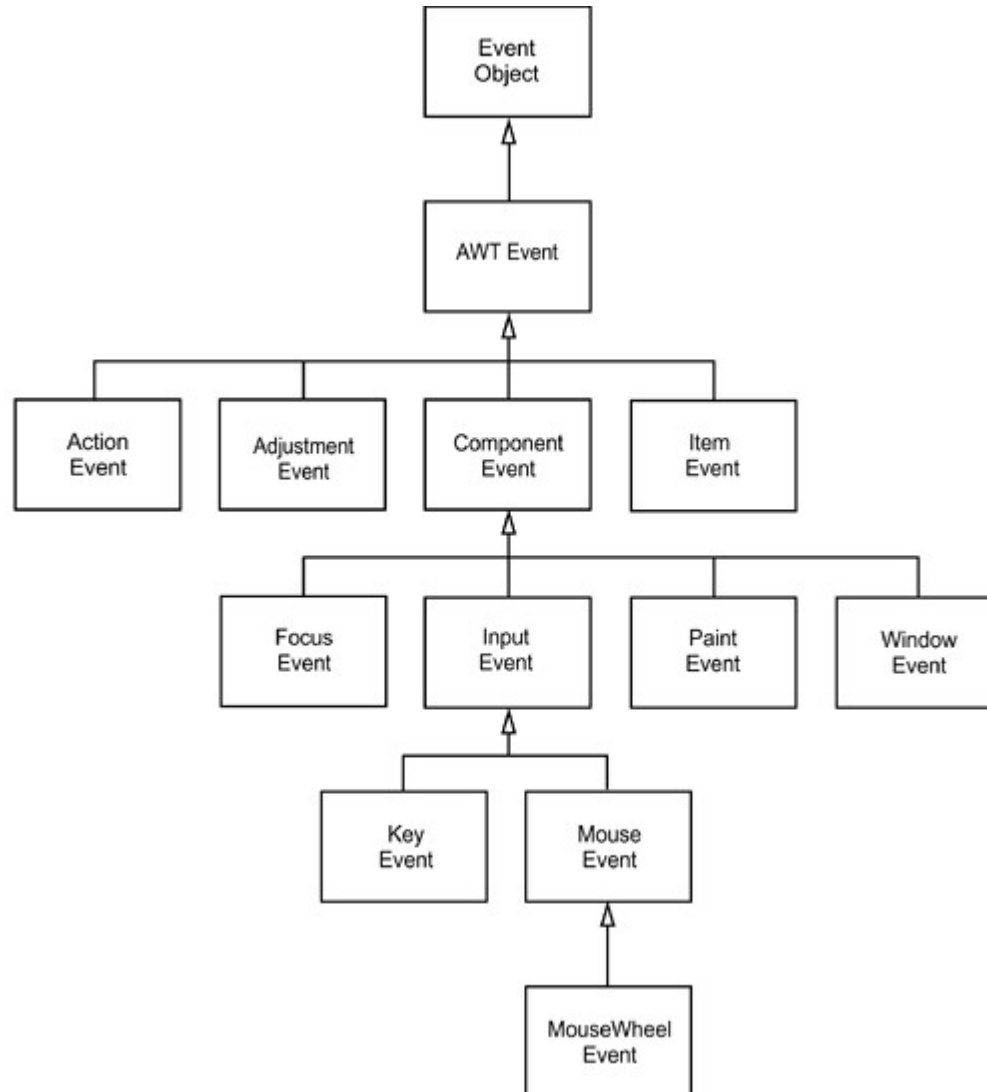 Event
Object
AWT Event
Action
Event
Adjustment
Event
Component
Event
Item
Event
Focus
Event
Input
Event
Paint
Event
Window
Event
Key
Event
Mouse
Event
MouseWheel
Event